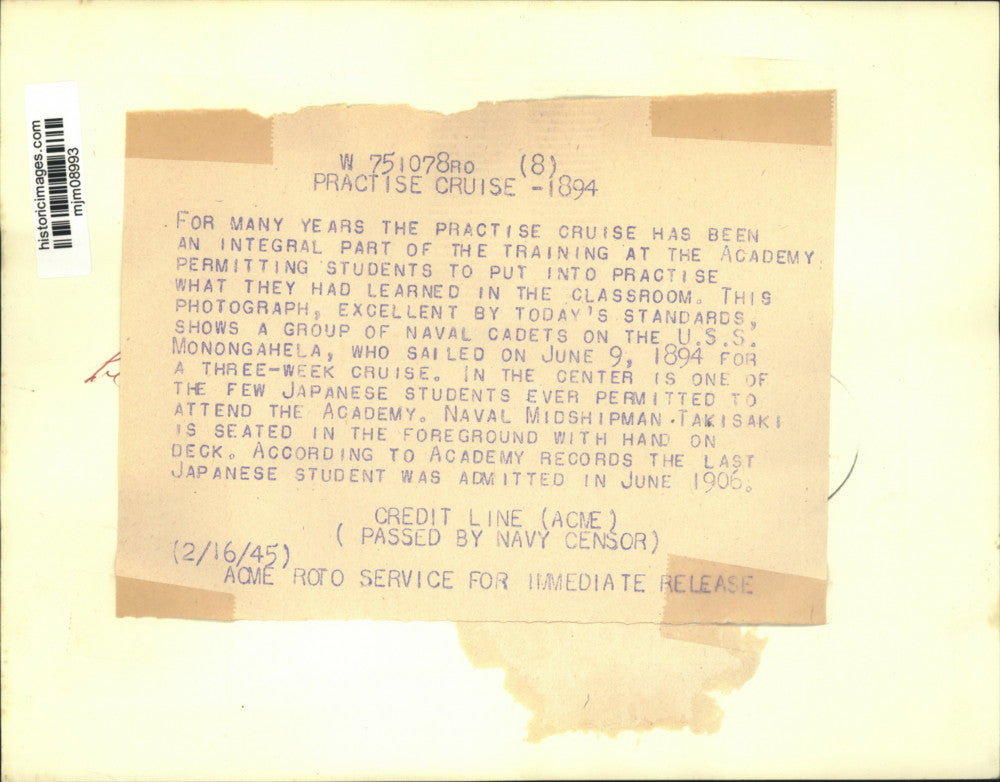 historicimages.com
mjm08993
W 751078RO (8)
PRACTISE CRUISE -1894
FOR MANY YEARS THE PRACTISE CRUISE HAS BEEN
AN INTEGRAL PART OF THE TRAINING AT THE ACADEMY
PERMITTING STUDENTS TO PUT INTO PRACTISE
WHAT THEY HAD LEARNED IN THE CLASSROOM. THIS
PHOTOGRAPH, EXCELLENT BY TODAY'S STANDARDS,
SHOWS A GROUP OF NAVAL CADETS ON THE U.S.S.
MONONGAHELA, WHO SAILED ON JUNE 9, 1894 FOR
A THREE-WEEK CRUISE. IN THE CENTER IS ONE OF
THE FEW JAPANESE STUDENTS EVER PERMITTED TO
ATTEND THE ACADEMY. NAVAL MIDSHIPMAN TAKISAKI
IS SEATED IN THE FOREGROUND WITH HAND ON
DECK. ACCORDING TO ACADEMY RECORDS THE LAST
JAPANESE STUDENT WAS ADMITTED IN JUNE 1906.
CREDIT LINE (ACME)
( PASSED BY NAVY CENSOR)
(2/16/45)
ACME ROTO SERVICE FOR IMMEDIATE RELEASE